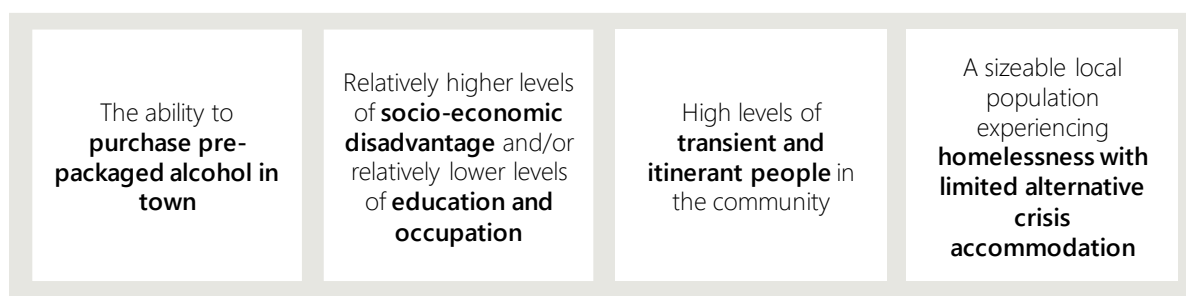 The ability to
purchase pre-
packaged alcohol in
town
Relatively higher levels
of socio-economic
disadvantage and/or
relatively lower levels
of education and
occupation
High levels of
transient and
itinerant people in
the community
A sizeable local
population
experiencing
homelessness with
limited alternative
crisis
accommodation